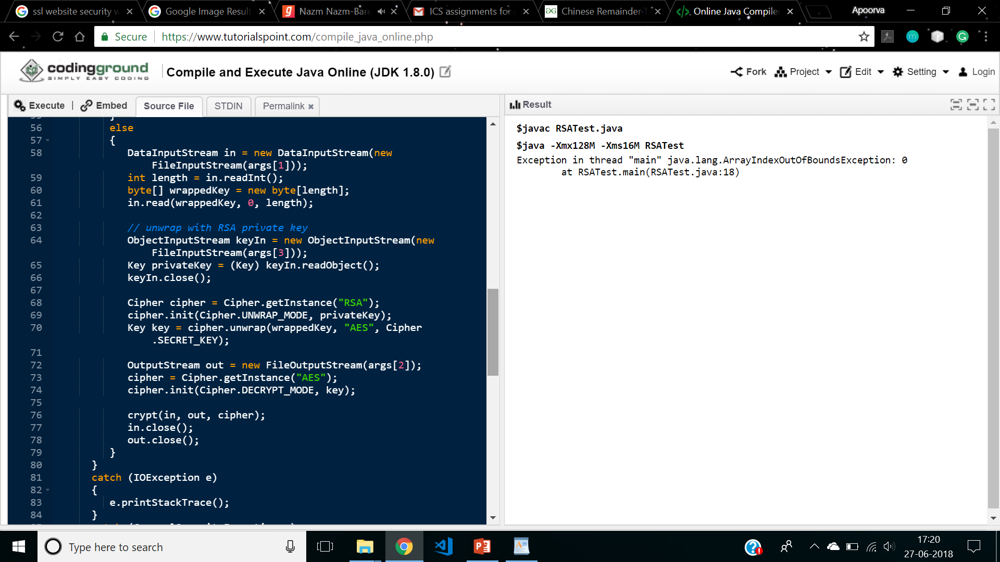 ssl website security w
Google Image Result
Nazm Nazm-Bare
ICS assignments for
Chinese Remainder-T
Online Java Compiler
Apoorva
Secure
https://www.tutorialspoint.com/compile_java_online.php
codingground
SIMPLY EASY CODING
Compile and Execute Java Online (JDK 1.8.0)
Fork
Project
Edit
Setting
Login
Execute | Embed
Source File
STDIN
Permalink
56 else
57 {
58 DataInputStream in = new DataInputStream(new
FileInputStream(args[1]));
59 int length = in.readInt();
60 byte[] wrappedKey = new byte[length];
61 in.read(wrappedKey, 0, length);
62
63 // unwrap with RSA private key
64 ObjectInputStream keyIn = new ObjectInputStream(new
FileInputStream(args[3]));
65 Key privateKey = (Key) keyIn.readObject();
66 keyIn.close();
67
68 Cipher cipher = Cipher.getInstance("RSA");
69 cipher.init(Cipher.UNWRAP_MODE, privateKey);
70 Key key = cipher.unwrap(wrappedKey, "AES", Cipher
.SECRET_KEY);
71
72 OutputStream out = new FileOutputStream(args[2]);
73 cipher = Cipher.getInstance("AES");
74 cipher.init(Cipher.DECRYPT_MODE, key);
75
76 crypt(in, out, cipher);
77 in.close();
78 out.close();
79 }
80 }
81 catch (IOException e)
82 {
83 e.printStackTrace();
84 }
Result
$javac RSATest.java
$java -Xmx128M -Xms16M RSATest
Exception in thread "main" java.lang.ArrayIndexOutOfBoundsException: 0
at RSATest.main(RSATest.java:18)
Type here to search
17:20
27-06-2018